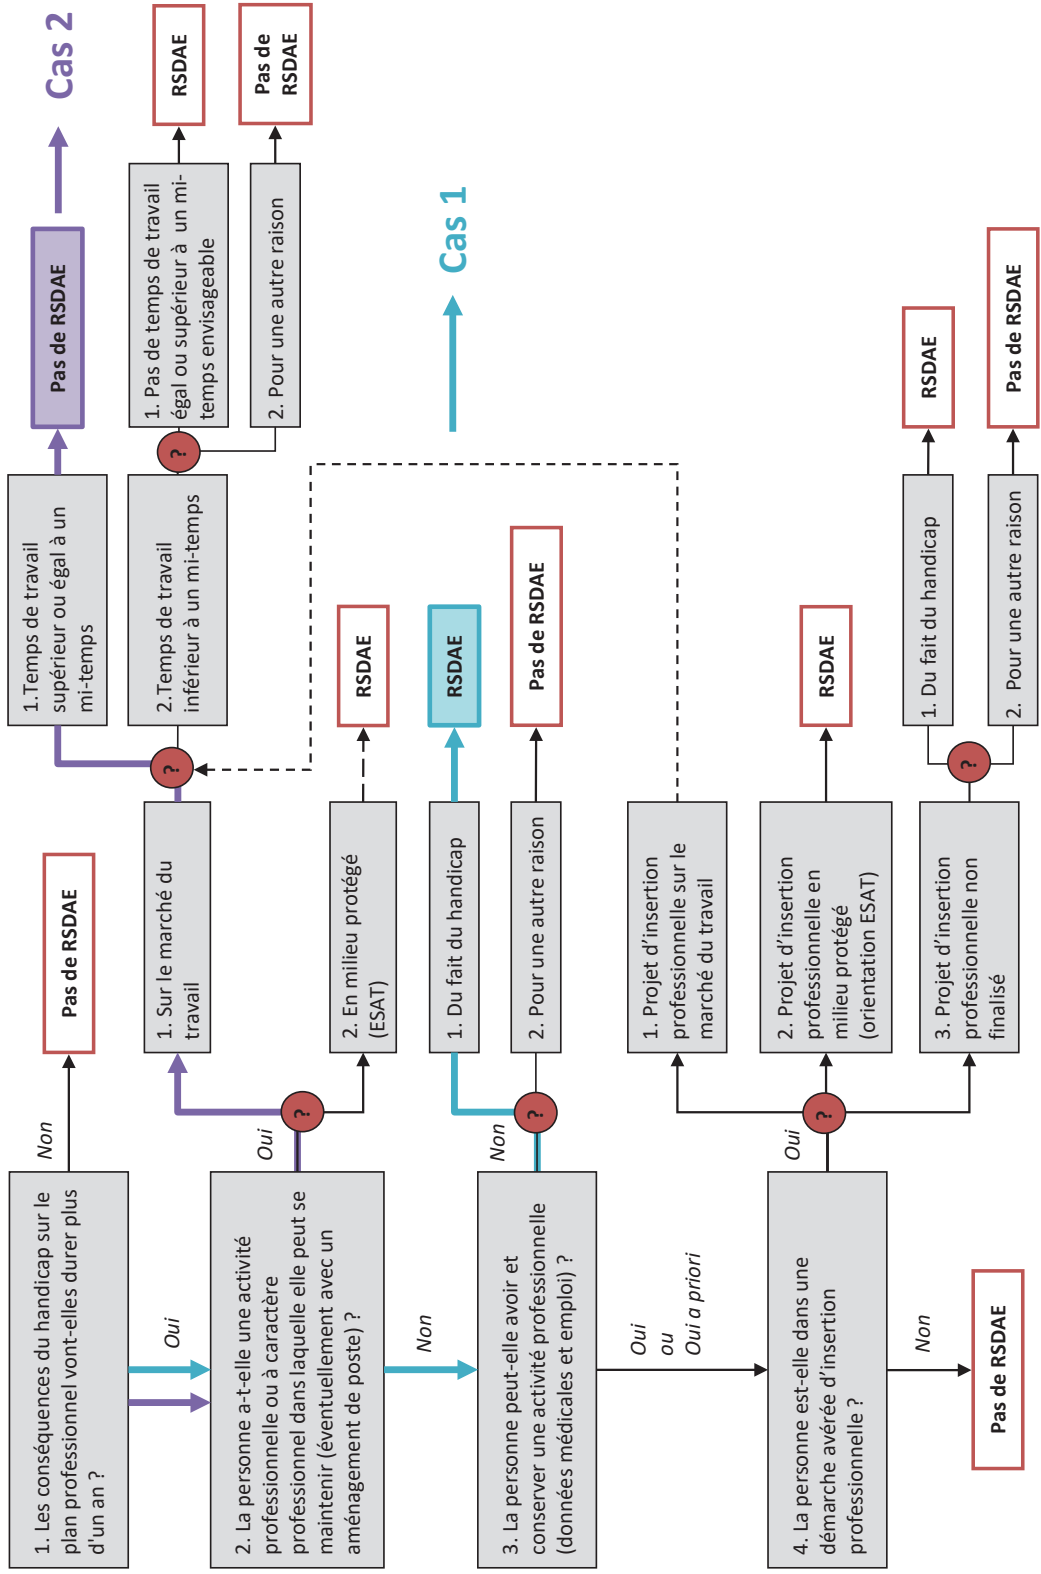 1. Les conséquences du handicap sur le
plan professionnel vont-elles durer plus
d'un an ?
Non
Pas de RSDAE
Oui
2. La personne a-t-elle une activité
professionnelle ou à caractère
professionnel dans laquelle elle peut se
maintenir (éventuellement avec un
aménagement de poste) ?
Oui
?
1. Sur le marché du
travail
?
1.Temps de travail
supérieur ou égal à un
mi-temps
Pas de RSDAE
Cas 2
2.Temps de travail
inférieur à un mi-temps
?
1. Pas de temps de travail
égal ou supérieur à un mi-
temps envisageable
RSDAE
2. Pour une autre raison
Pas de
RSDAE
2. En milieu protégé
(ESAT)
RSDAE
Non
3. La personne peut-elle avoir et
conserver une activité professionnelle
(données médicales et emploi) ?
Non
?
1. Du fait du handicap
RSDAE
Cas 1
2. Pour une autre raison
Pas de RSDAE
Oui
ou
Oui a priori
4. La personne est-elle dans une
démarche avérée d'insertion
professionnelle ?
Oui
?
1. Projet d'insertion
professionnelle sur le
marché du travail
2. Projet d'insertion
professionnelle en
milieu protégé
(orientation ESAT)
RSDAE
3. Projet d'insertion
professionnelle non
finalisé
?
1. Du fait du handicap
RSDAE
2. Pour une autre raison
Pas de RSDAE
Non
Pas de RSDAE